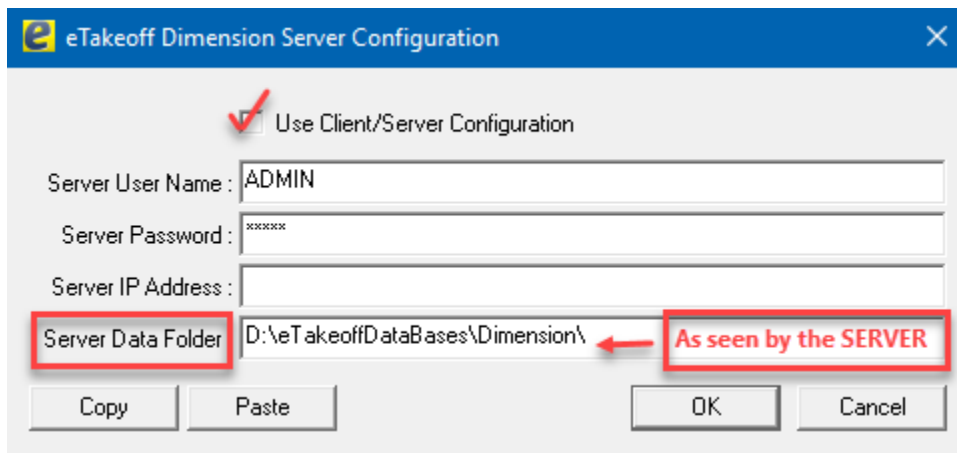 e eTakeoff Dimension Server Configuration
Use Client/Server Configuration
Server User Name : ADMIN
Server Password : *****
Server IP Address :
Server Data Folder D:\eTakeoffDataBases\Dimension\ As seen by the SERVER
Copy Paste OK Cancel